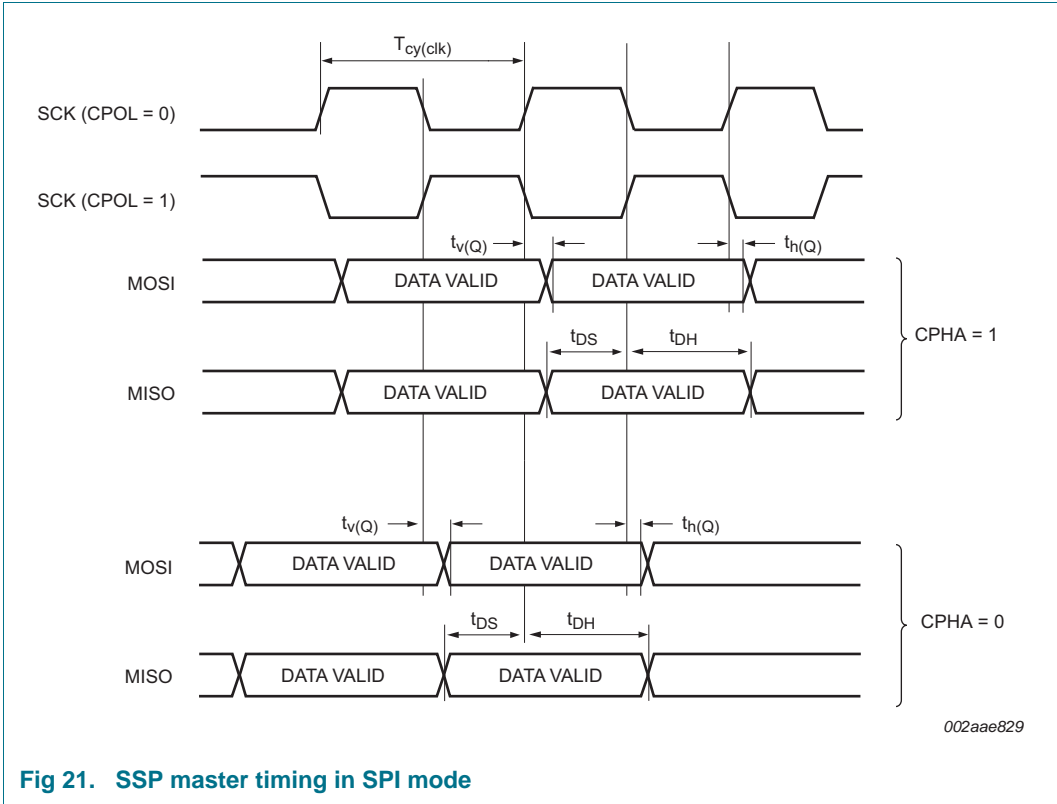 Tcy(clk)
SCK (CPOL = 0)
SCK (CPOL = 1)
tv(Q) th(Q)
MOSI DATA VALID DATA VALID
tDS tDH
CPHA = 1
MISO DATA VALID DATA VALID
tv(Q) th(Q)
MOSI DATA VALID DATA VALID
tDS tDH
CPHA = 0
MISO DATA VALID DATA VALID
002aae829
Fig 21. SSP master timing in SPI mode